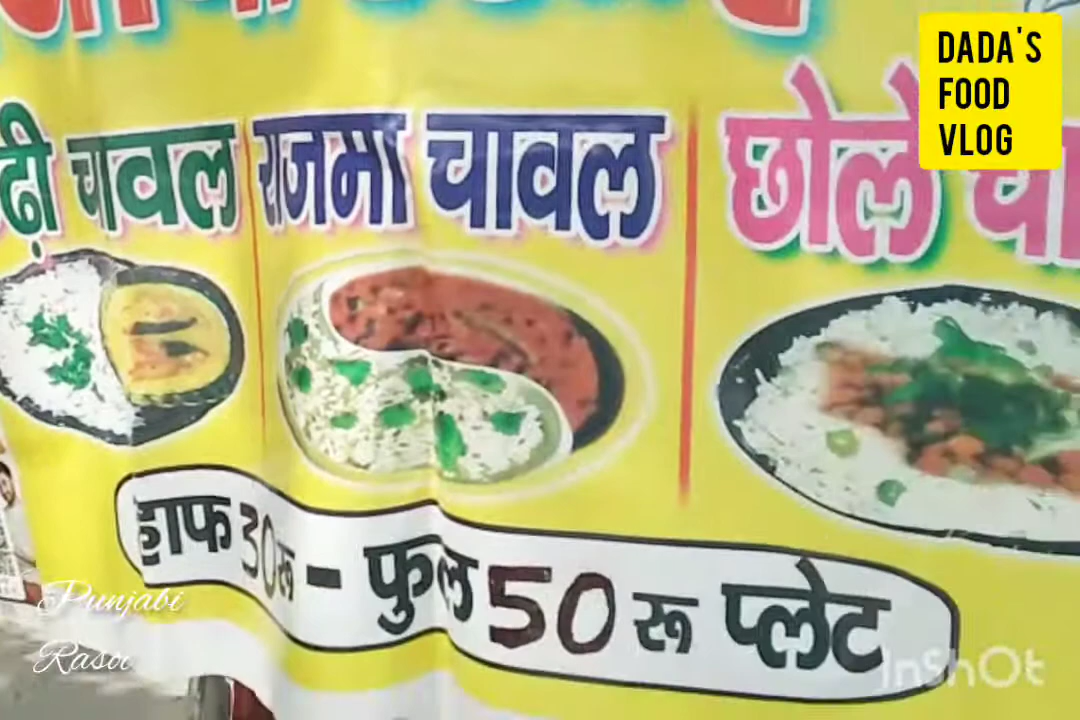 DADA'S
FOOD
VLOG
चावल राजमा चावल छोले
हाफ 30रू - फुल 50 रू प्लेट
Punjabi
Rasoi
InShOt